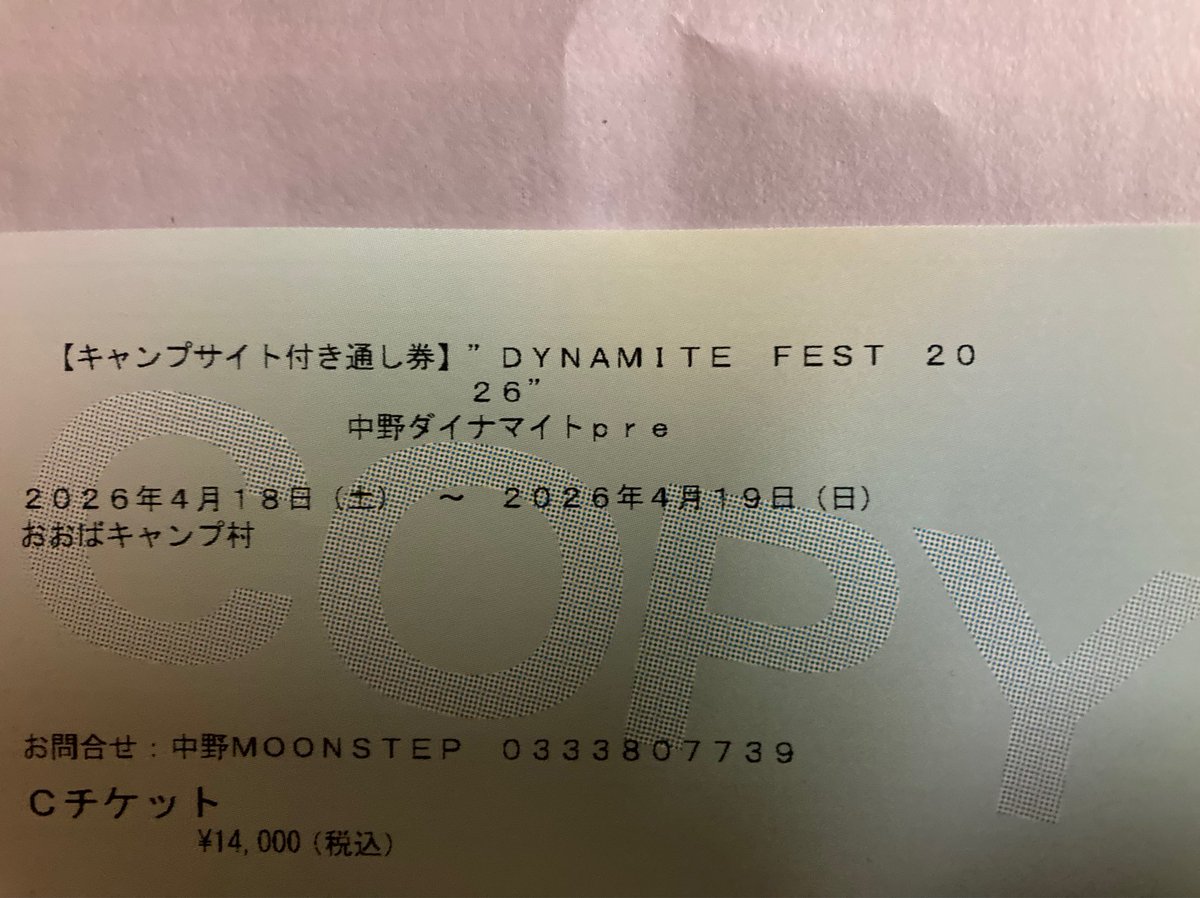 【キャンプサイト付き通し券】”ＤＹＮＡＭＩＴＥ　ＦＥＳＴ　２０
２６”
中野ダイナマイトｐｒｅ
２０２６年４月１８日（土）　～　２０２６年４月１９日（日）
おおばキャンプ村
COPY
お問合せ：中野ＭＯＯＮＳＴＥＰ　０３３３８０７７３９
Ｃチケット
¥14,000（税込）